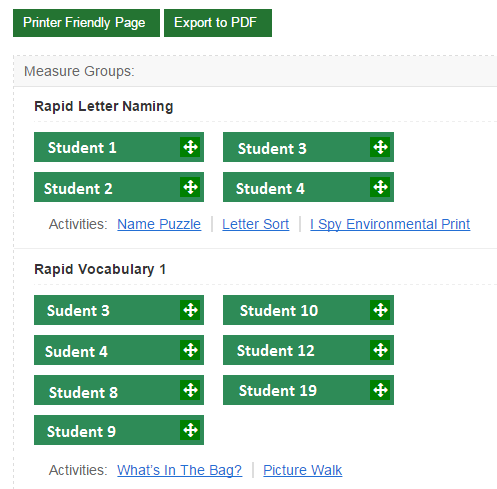 Printer Friendly Page Export to PDF
Measure Groups:
Rapid Letter Naming
Student 1 Student 3
Student 2 Student 4
Activities: Name Puzzle | Letter Sort | I Spy Environmental Print
Rapid Vocabulary 1
Sudent 3 Student 10
Sudent 4 Student 12
Student 8 Student 19
Student 9
Activities: What's In The Bag? | Picture Walk